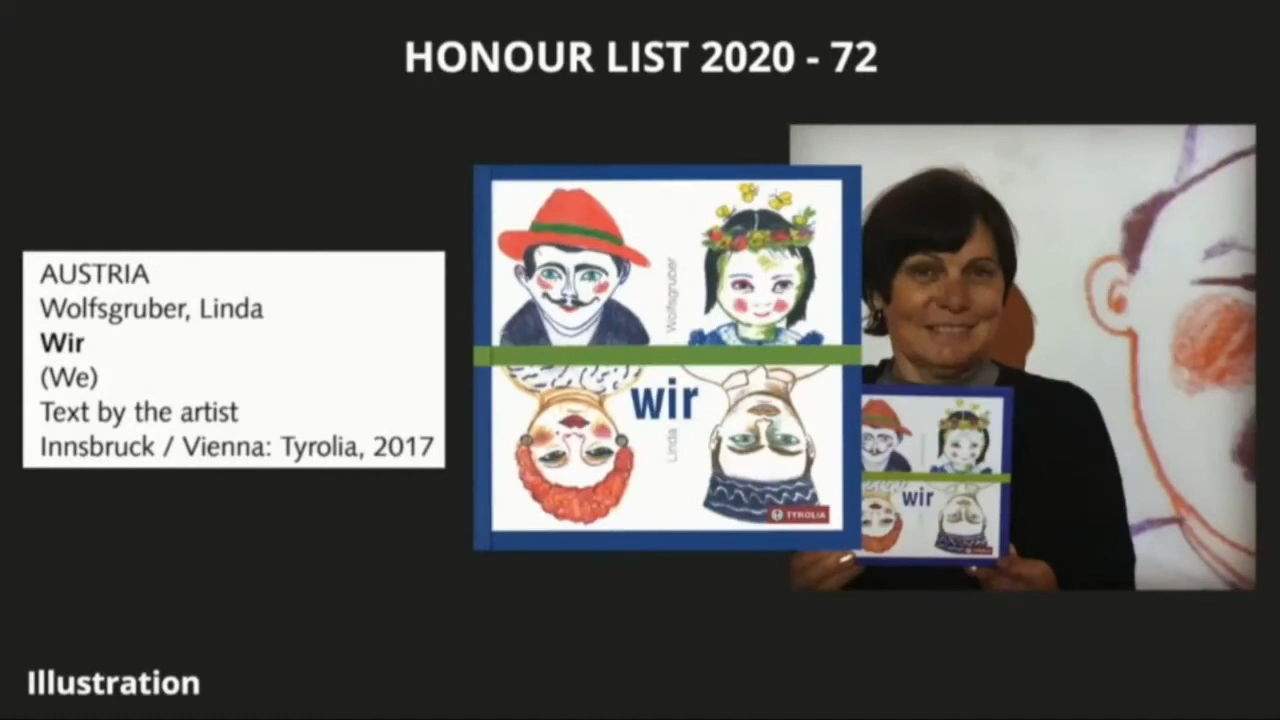 HONOUR LIST 2020 - 72
AUSTRIA
Wolfsgruber, Linda
Wir
(We)
Text by the artist
Innsbruck / Vienna: Tyrolia, 2017
Linda Wolfsgruber
wir
TYROLIA
wir
Illustration